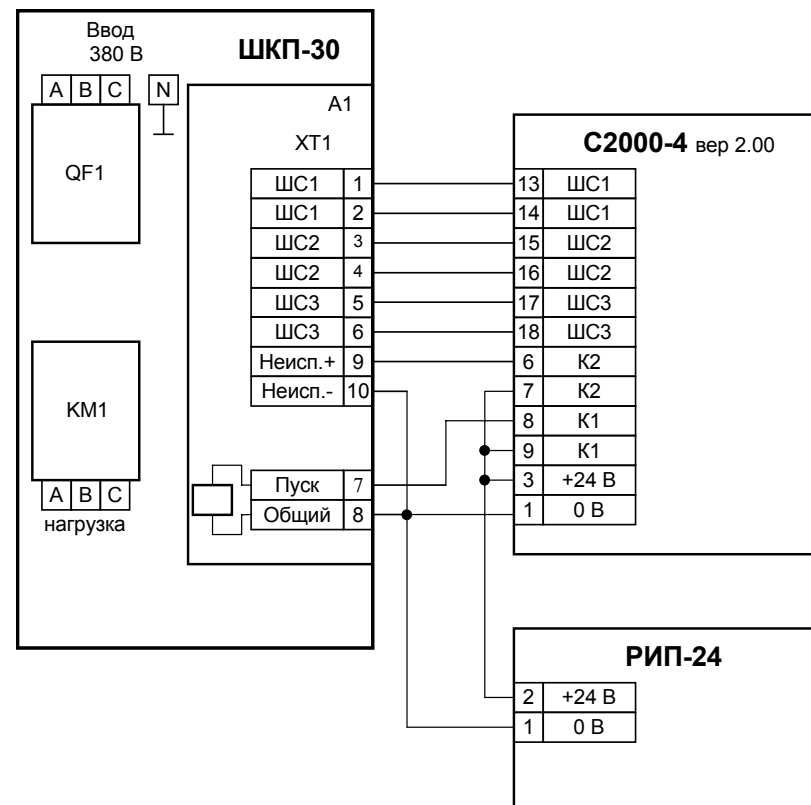 Ввод
380 В
ШКП-30
A B C N
A1
XT1
QF1
ШС1 1
ШС1 2
ШС2 3
ШС2 4
ШС3 5
ШС3 6
Неисп.+ 9
Неисп.- 10
KM1
Пуск 7
Общий 8
A B C
нагрузка
С2000-4 вер 2.00
13 ШС1
14 ШС1
15 ШС2
16 ШС2
17 ШС3
18 ШС3
6 К2
7 К2
8 К1
9 К1
3 +24 В
1 0 В
РИП-24
2 +24 В
1 0 В